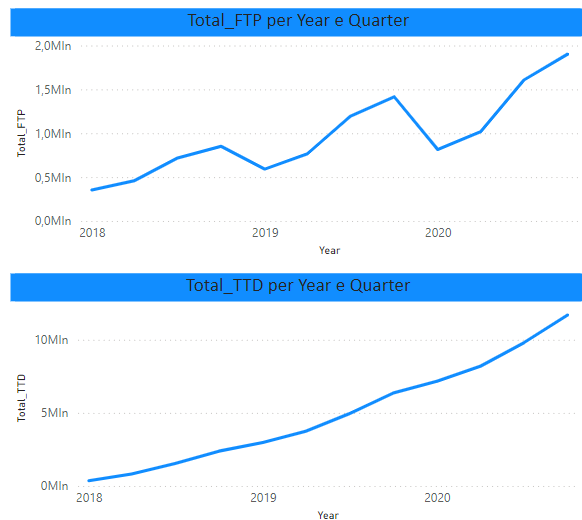 Total_FTP per Year e Quarter
2,0Mln
1,5Mln
1,0Mln
0,5Mln
0,0Mln
Total_FTP
2018 2019 2020
Year
Total_TTD per Year e Quarter
10Mln
5Mln
0Mln
Total_TTD
2018 2019 2020
Year